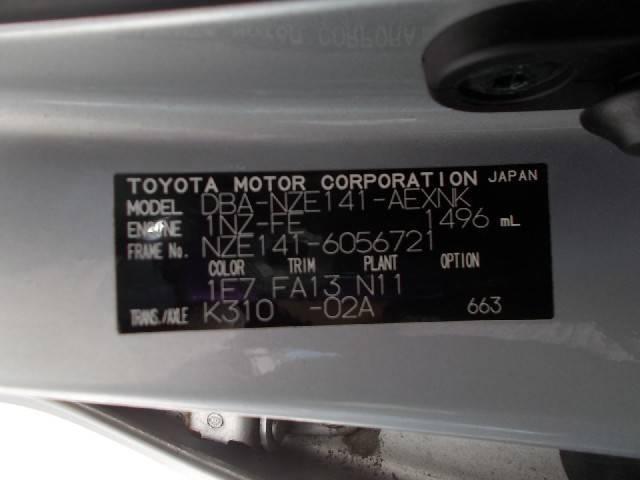 TOYOTA MOTOR CORPORATION JAPAN
MODEL DBA-NZE141-AEXNK
ENGINE 1NZ-FE 1496 mL
FRAME No. NZE141-6056721
COLOR TRIM PLANT OPTION
1E7 FA13 N11
TRANS./AXLE K310 -02A 663